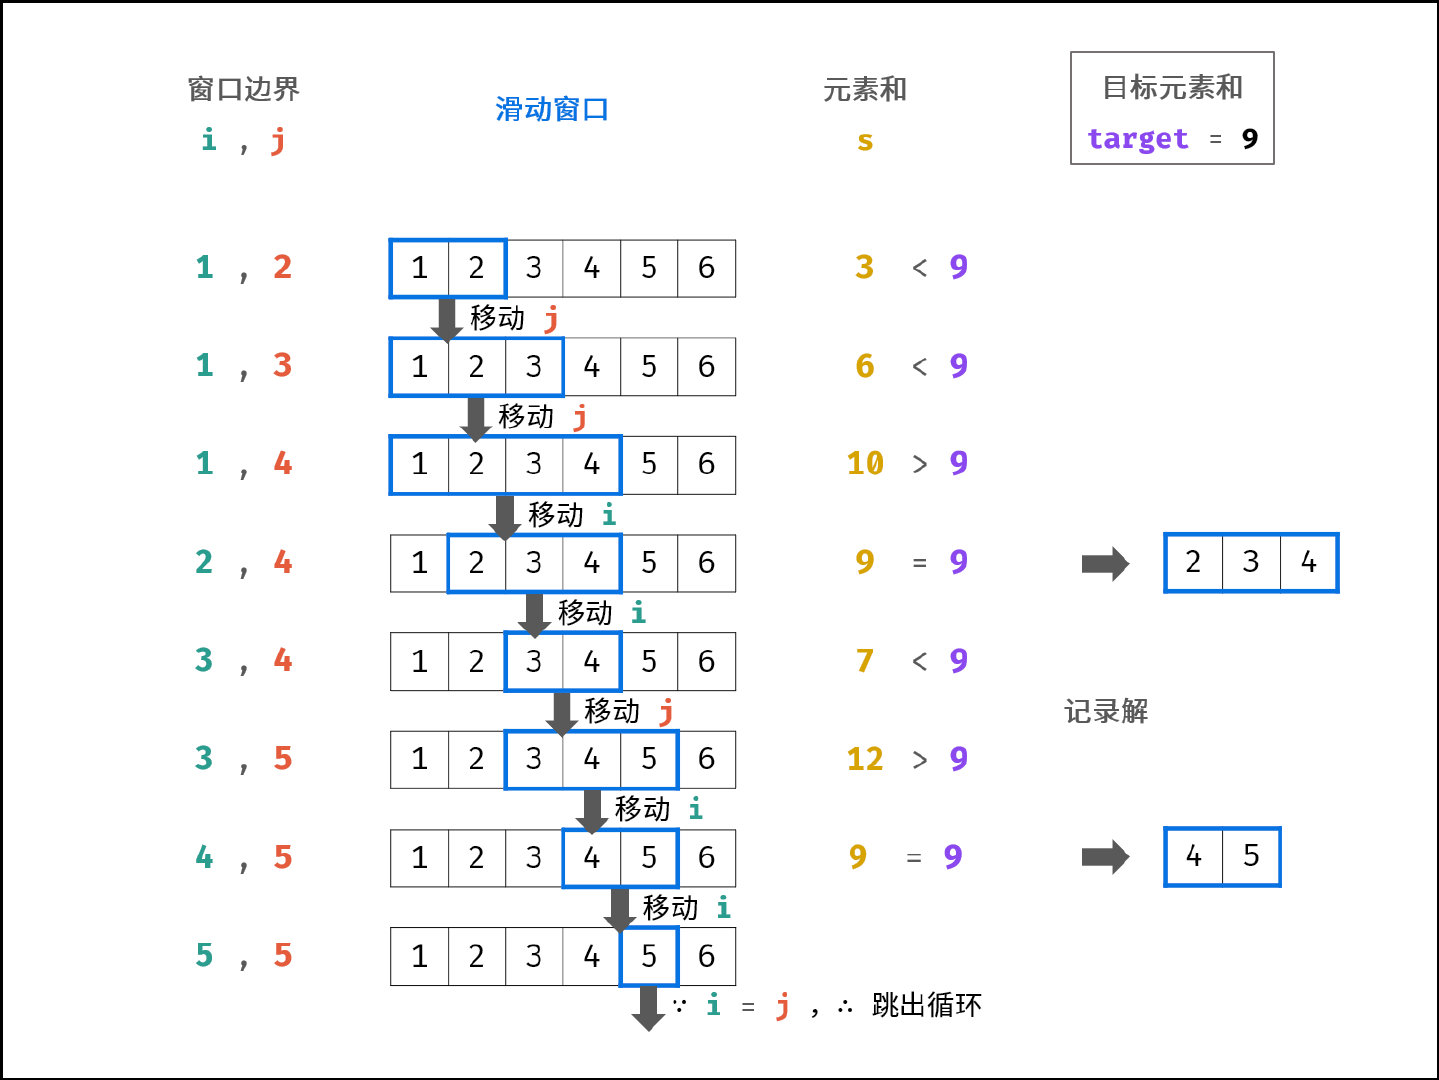 窗口边界
i , j
滑动窗口
元素和
s
目标元素和
target = 9
1 , 2
1 2 3 4 5 6
3 < 9
移动 j
1 , 3
1 2 3 4 5 6
6 < 9
移动 j
1 , 4
1 2 3 4 5 6
10 > 9
移动 i
2 , 4
1 2 3 4 5 6
9 = 9
2 3 4
移动 i
3 , 4
1 2 3 4 5 6
7 < 9
移动 j
记录解
3 , 5
1 2 3 4 5 6
12 > 9
移动 i
4 , 5
1 2 3 4 5 6
9 = 9
4 5
移动 i
5 , 5
1 2 3 4 5 6
∵ i = j , ∴ 跳出循环